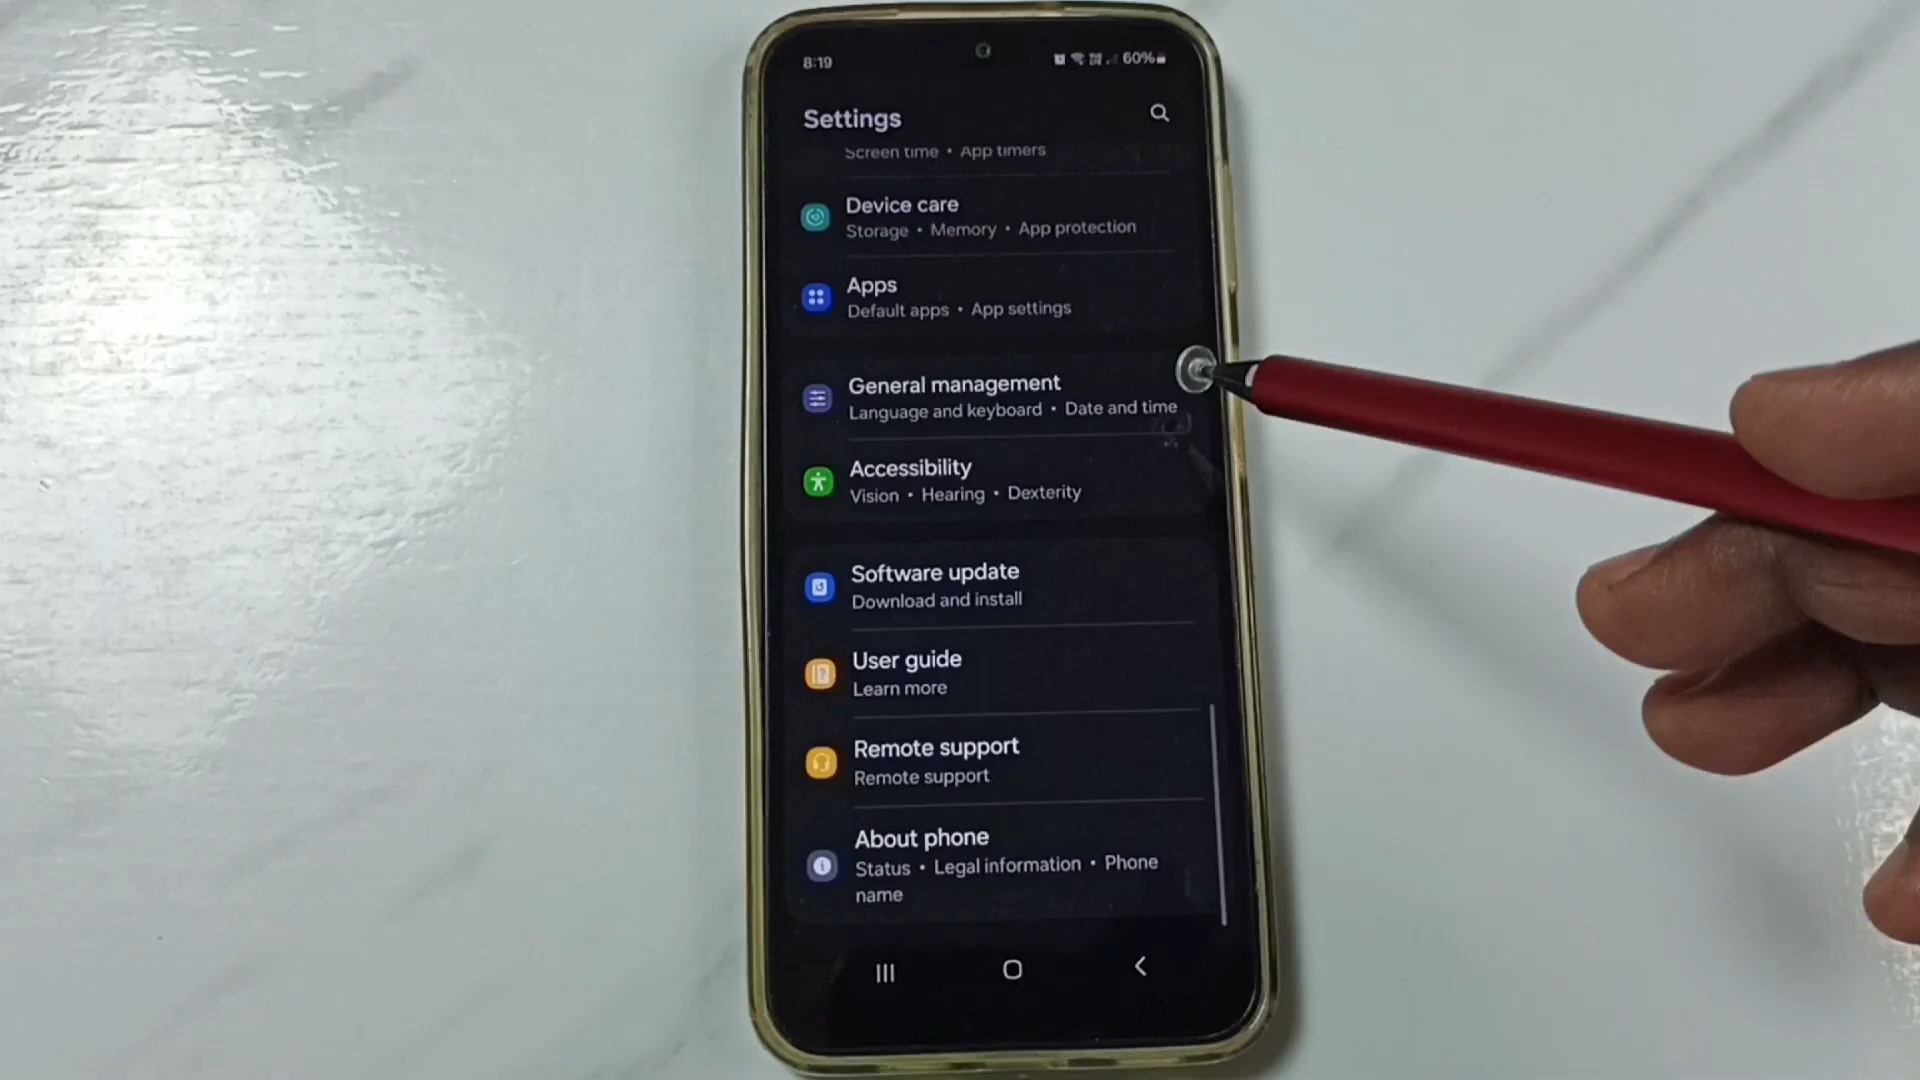 8:19
60%
Settings
Screen time • App timers
Device care
Storage • Memory • App protection
Apps
Default apps • App settings
General management
Language and keyboard • Date and time
Accessibility
Vision • Hearing • Dexterity
Software update
Download and install
User guide
Learn more
Remote support
Remote support
About phone
Status • Legal information • Phone
name